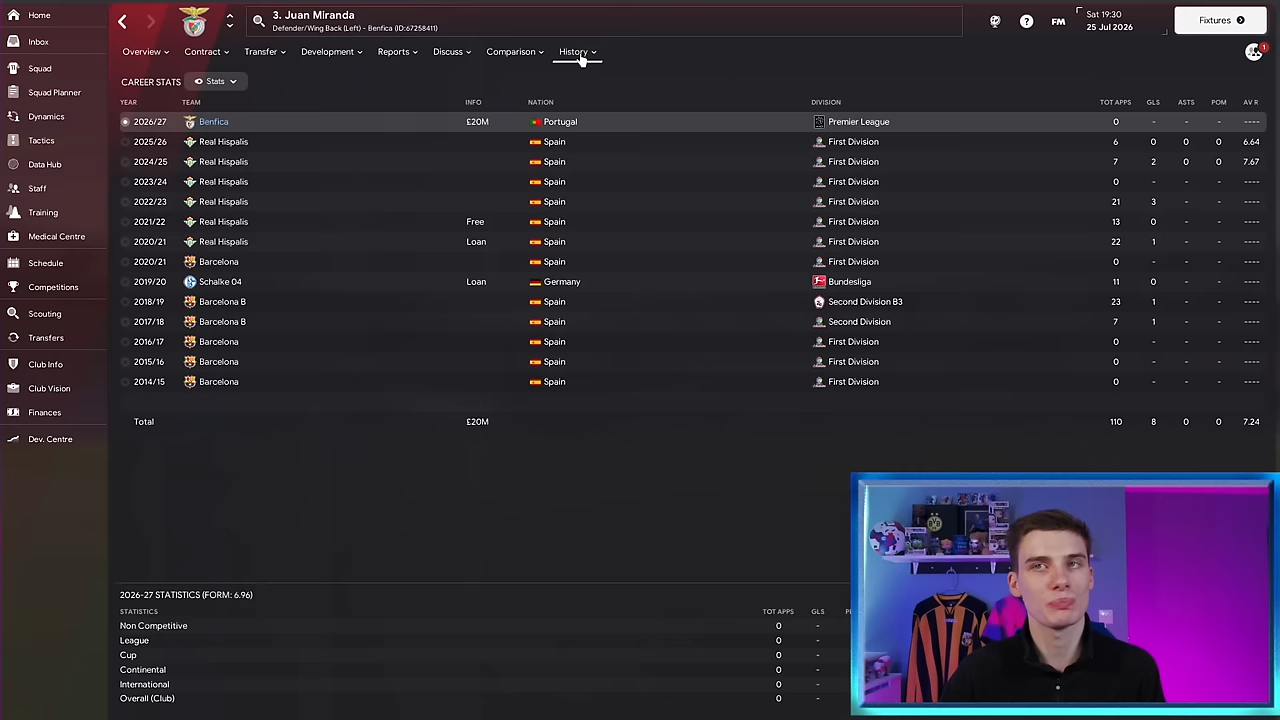 Home
3. Juan Miranda
Defender/Wing Back (Left) - Benfica (ID:67258411)
FM
Sat 19:30
25 Jul 2026
Fixtures
Inbox
Squad
Squad Planner
Dynamics
Tactics
Data Hub
Staff
Training
Medical Centre
Schedule
Competitions
Scouting
Transfers
Club Info
Club Vision
Finances
Dev. Centre
Overview Contract Transfer Development Reports Discuss Comparison History
1
CAREER STATS Stats
YEAR TEAM INFO NATION DIVISION TOT APPS GLS ASTS POM AV R
2026/27 Benfica £20M Portugal Premier League 0 - - - ----
2025/26 Real Hispalis Spain First Division 6 0 0 0 6.64
2024/25 Real Hispalis Spain First Division 7 2 0 0 7.67
2023/24 Real Hispalis Spain First Division 0 - - - ----
2022/23 Real Hispalis Spain First Division 21 3 - - ----
2021/22 Real Hispalis Free Spain First Division 13 0 - - ----
2020/21 Real Hispalis Loan Spain First Division 22 1 - - ----
2020/21 Barcelona Spain First Division 0 - - - ----
2019/20 Schalke 04 Loan Germany Bundesliga 11 0 - - ----
2018/19 Barcelona B Spain Second Division B3 23 1 - - ----
2017/18 Barcelona B Spain Second Division 7 1 - - ----
2016/17 Barcelona Spain First Division 0 - - - ----
2015/16 Barcelona Spain First Division 0 - - - ----
2014/15 Barcelona Spain First Division 0 - - - ----
Total £20M 110 8 0 0 7.24
2026-27 STATISTICS (FORM: 6.96)
STATISTICS TOT APPS GLS
Non Competitive 0 -
League 0 -
Cup 0 -
Continental 0 -
International 0 -
Overall (Club) 0 -